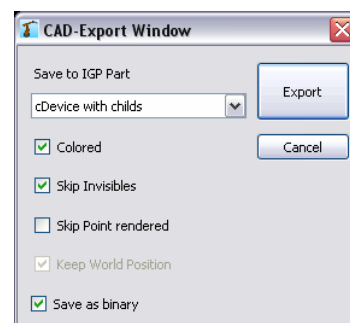 CAD-Export Window
Save to IGP Part
cDevice with childs
Export
Colored
Cancel
Skip Invisibles
Skip Point rendered
Keep World Position
Save as binary